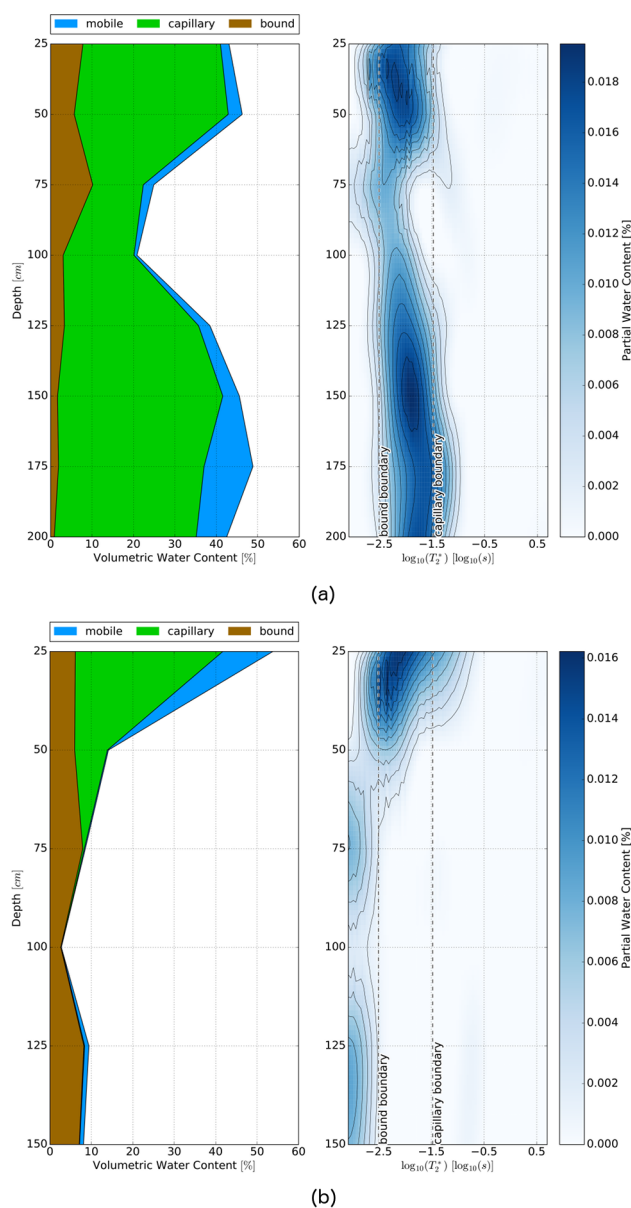 mobile capillary bound
25
50
75
100
125
150
175
200
Depth [cm]
0 10 20 30 40 50 60
Volumetric Water Content [%]
bound boundary
capillary boundary
−2.5 −1.5 −0.5 0.5
log10(T2*) [log10(s)]
0.018
0.016
0.014
0.012
0.010
0.008
0.006
0.004
0.002
0.000
Partial Water Content [%]
25
50
75
100
125
150
175
200
(a)
mobile capillary bound
25
50
75
100
125
150
Depth [cm]
0 10 20 30 40 50 60
Volumetric Water Content [%]
25
50
75
100
125
150
bound boundary
capillary boundary
−2.5 −1.5 −0.5 0.5
log10(T2*) [log10(s)]
0.016
0.014
0.012
0.010
0.008
0.006
0.004
0.002
0.000
Partial Water Content [%]
(b)